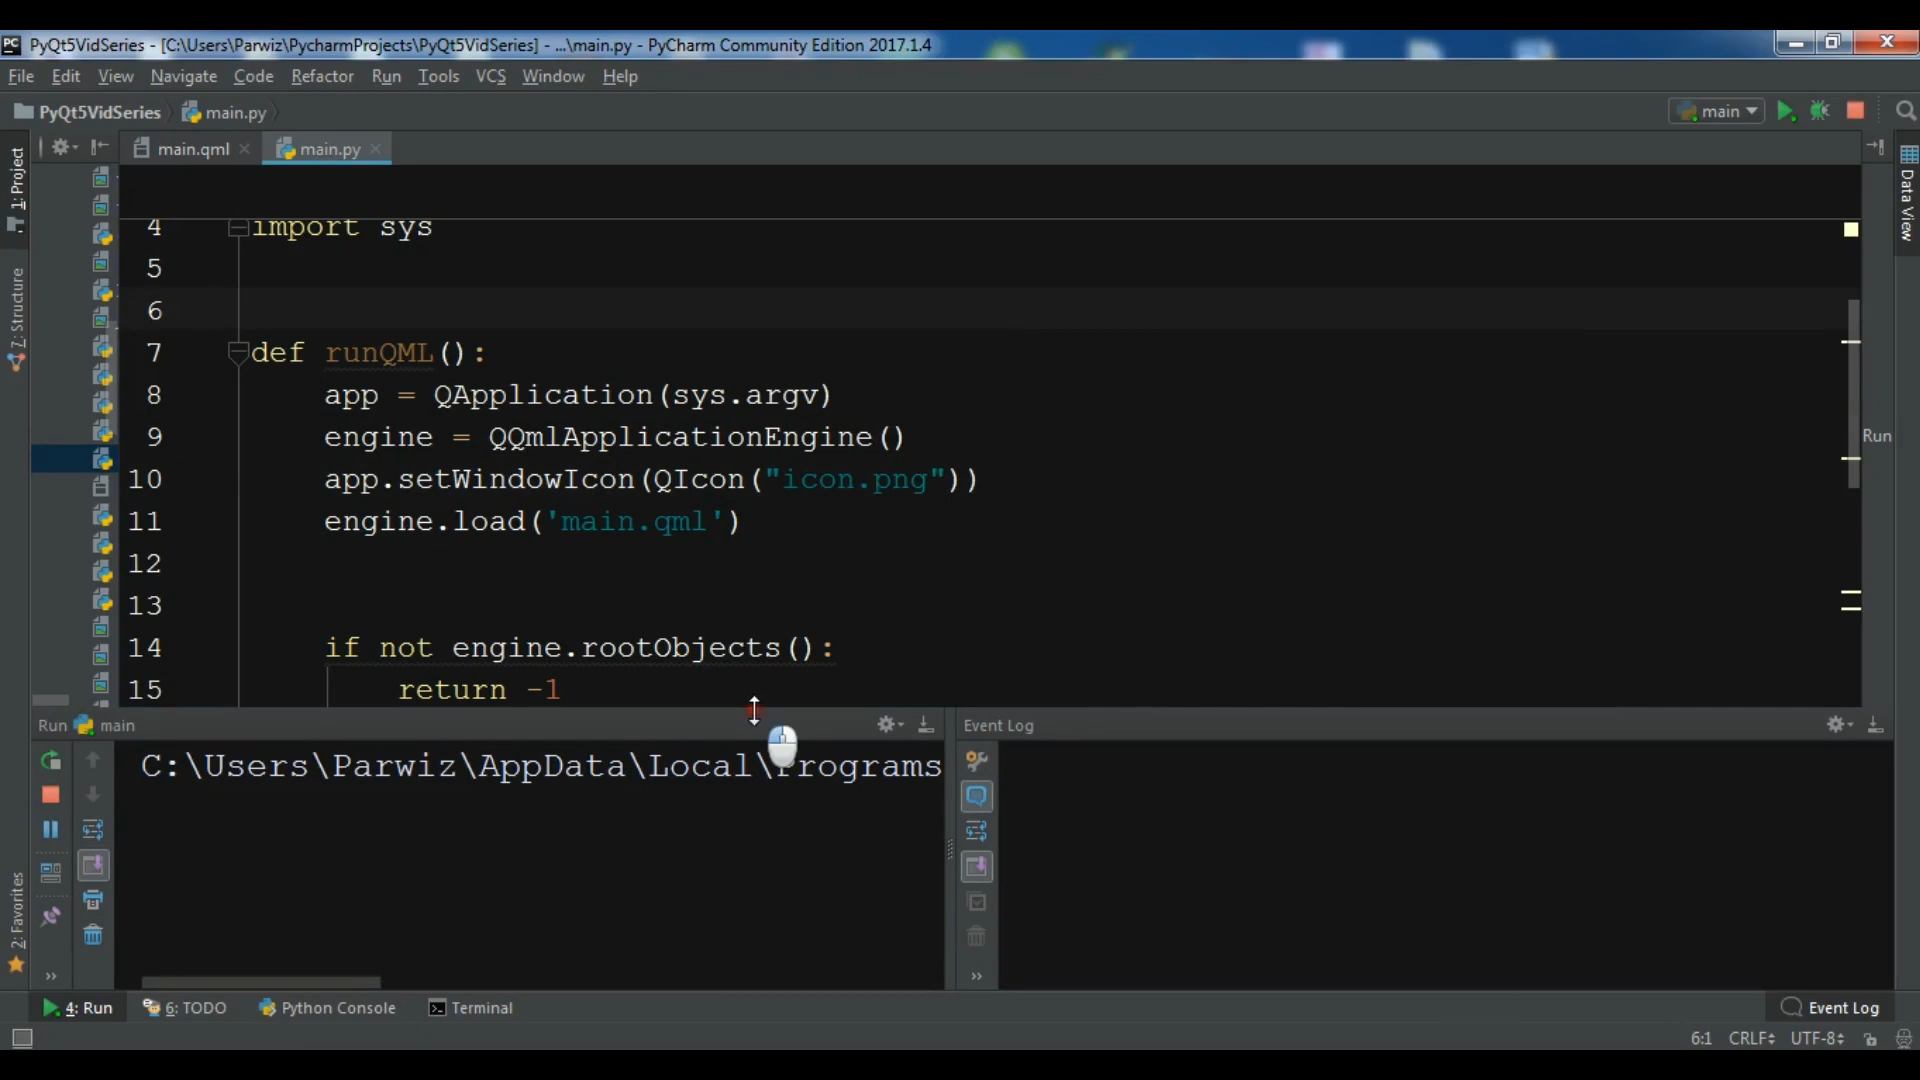 PyQt5VidSeries - [C:\Users\Parwiz\PycharmProjects\PyQt5VidSeries] - ...\main.py - PyCharm Community Edition 2017.1.4
File Edit View Navigate Code Refactor Run Tools VCS Window Help
PyQt5VidSeries main.py main
main.qml main.py
1: Project
7: Structure
2: Favorites
Data View
Run
4 import sys
5
6
7 def runQML():
8 app = QApplication(sys.argv)
9 engine = QQmlApplicationEngine()
10 app.setWindowIcon(QIcon("icon.png"))
11 engine.load('main.qml')
12
13
14 if not engine.rootObjects():
15 return -1
Run main
Event Log
C:\Users\Parwiz\AppData\Local\Programs
4: Run 6: TODO Python Console Terminal Event Log
6:1 CRLF UTF-8